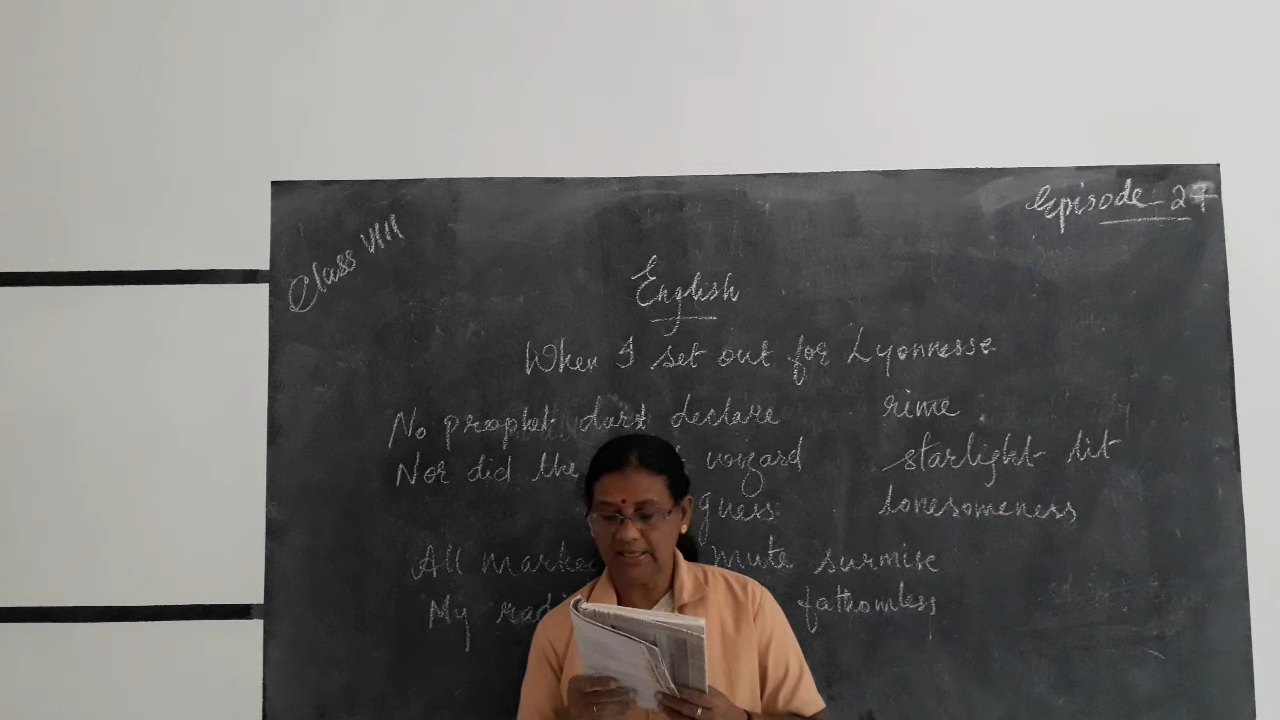 Class VIII
Episode - 27
English
When I set out for Lyonnesse
No prophet durst declare rime
Nor did the wizard starlight lit
guess lonesomeness
All marked mute surmise
My fathomless